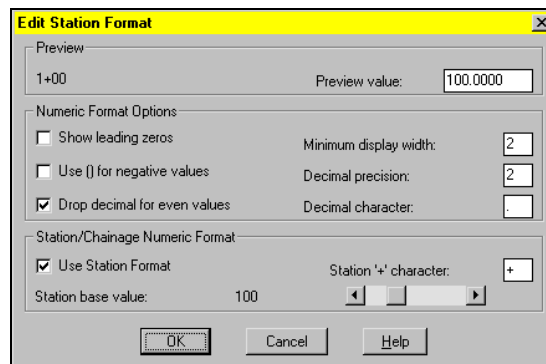 Edit Station Format
Preview
1+00
Preview value: 100.0000
Numeric Format Options
Show leading zeros
Minimum display width: 2
Use () for negative values
Decimal precision: 2
Drop decimal for even values
Decimal character: .
Station/Chainage Numeric Format
Use Station Format
Station '+' character: +
Station base value: 100
OK Cancel Help